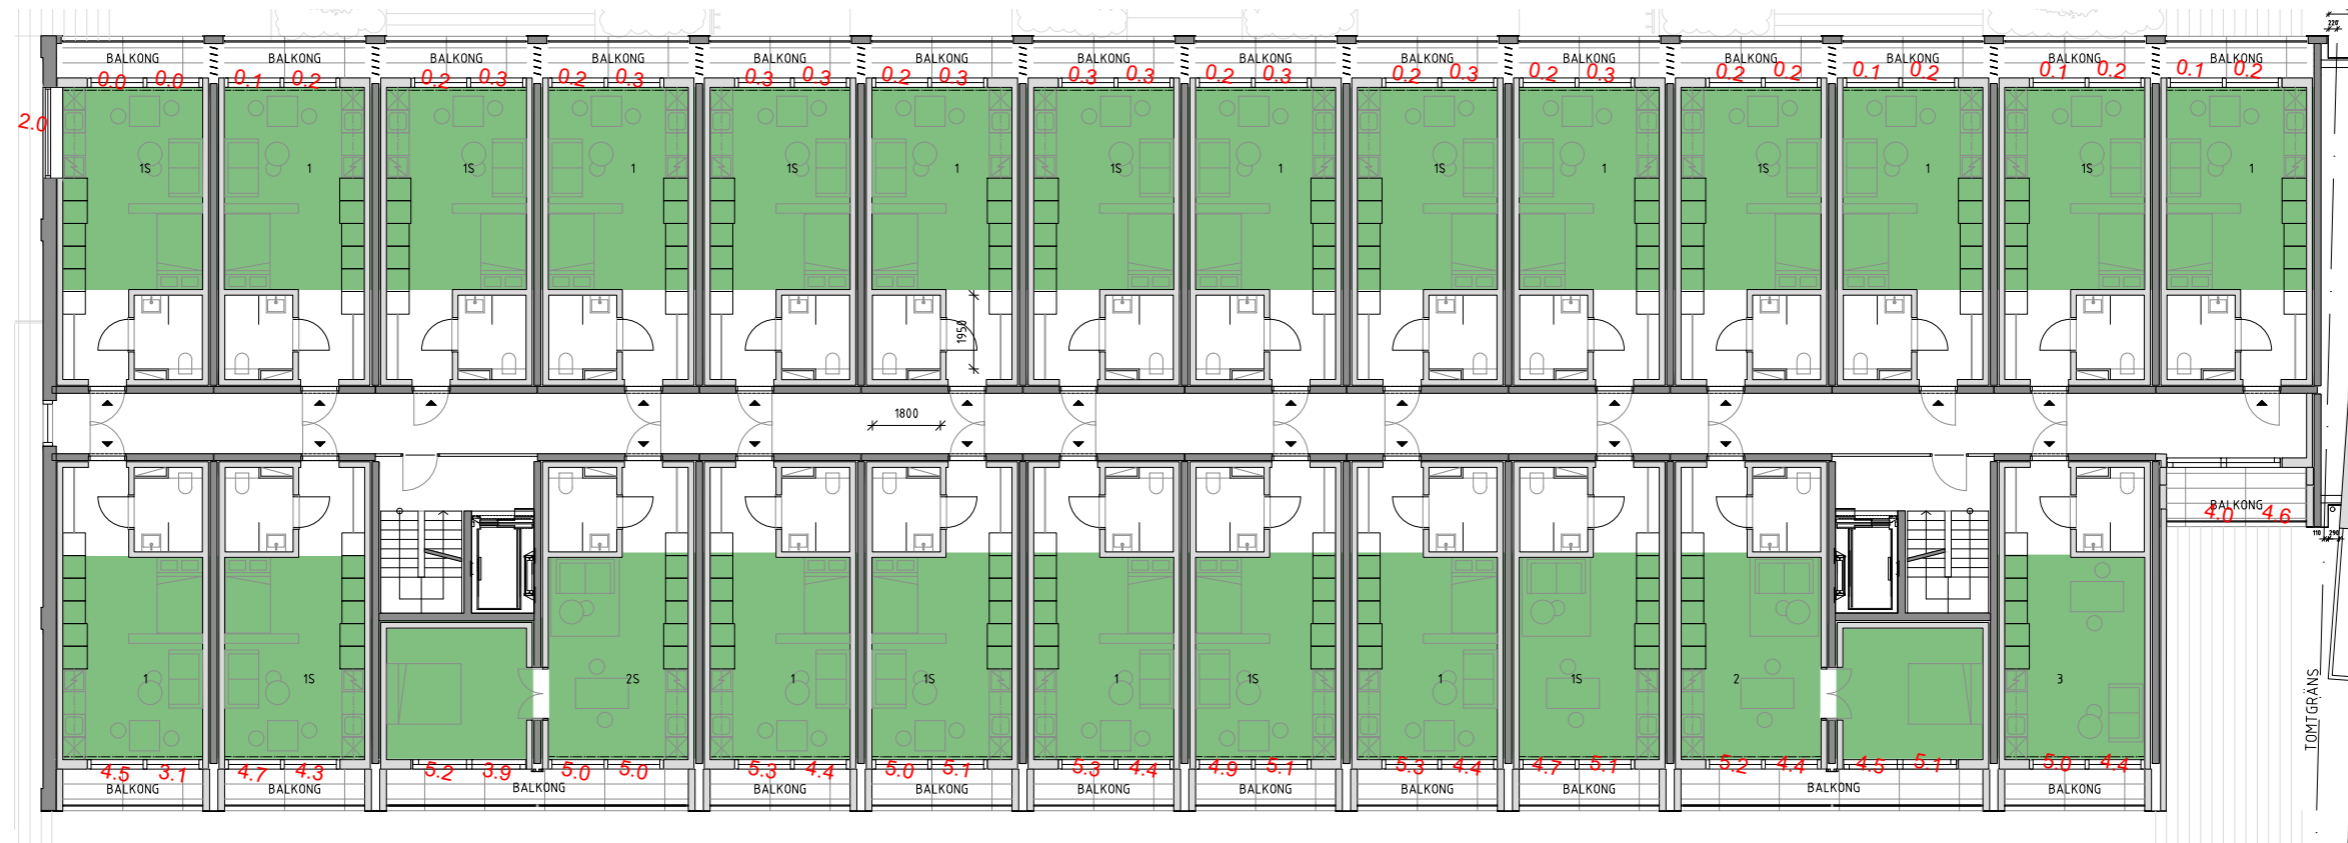 220
BALKONG BALKONG BALKONG BALKONG BALKONG BALKONG BALKONG BALKONG BALKONG BALKONG BALKONG BALKONG BALKONG BALKONG
0.0 0.0 0.1 0.2 0.2 0.3 0.2 0.3 0.3 0.3 0.2 0.3 0.3 0.3 0.2 0.3 0.2 0.3 0.2 0.3 0.2 0.2 0.1 0.2 0.1 0.2 0.1 0.2
2.0
1S 1 1S 1 1S 1 1S 1 1S 1 1S 1 1S 1
1950
1800
BALKONG
4.0 4.6
110 290
1 1S 2S 1 1S 1 1S 1 1S 2 3
TOMTGRÄNS
4.5 3.1 4.7 4.3 5.2 3.9 5.0 5.0 5.3 4.4 5.0 5.1 5.3 4.4 4.9 5.1 5.3 4.4 4.7 5.1 5.2 4.4 4.5 5.1 5.0 4.4
BALKONG BALKONG BALKONG BALKONG BALKONG BALKONG BALKONG BALKONG BALKONG BALKONG BALKONG